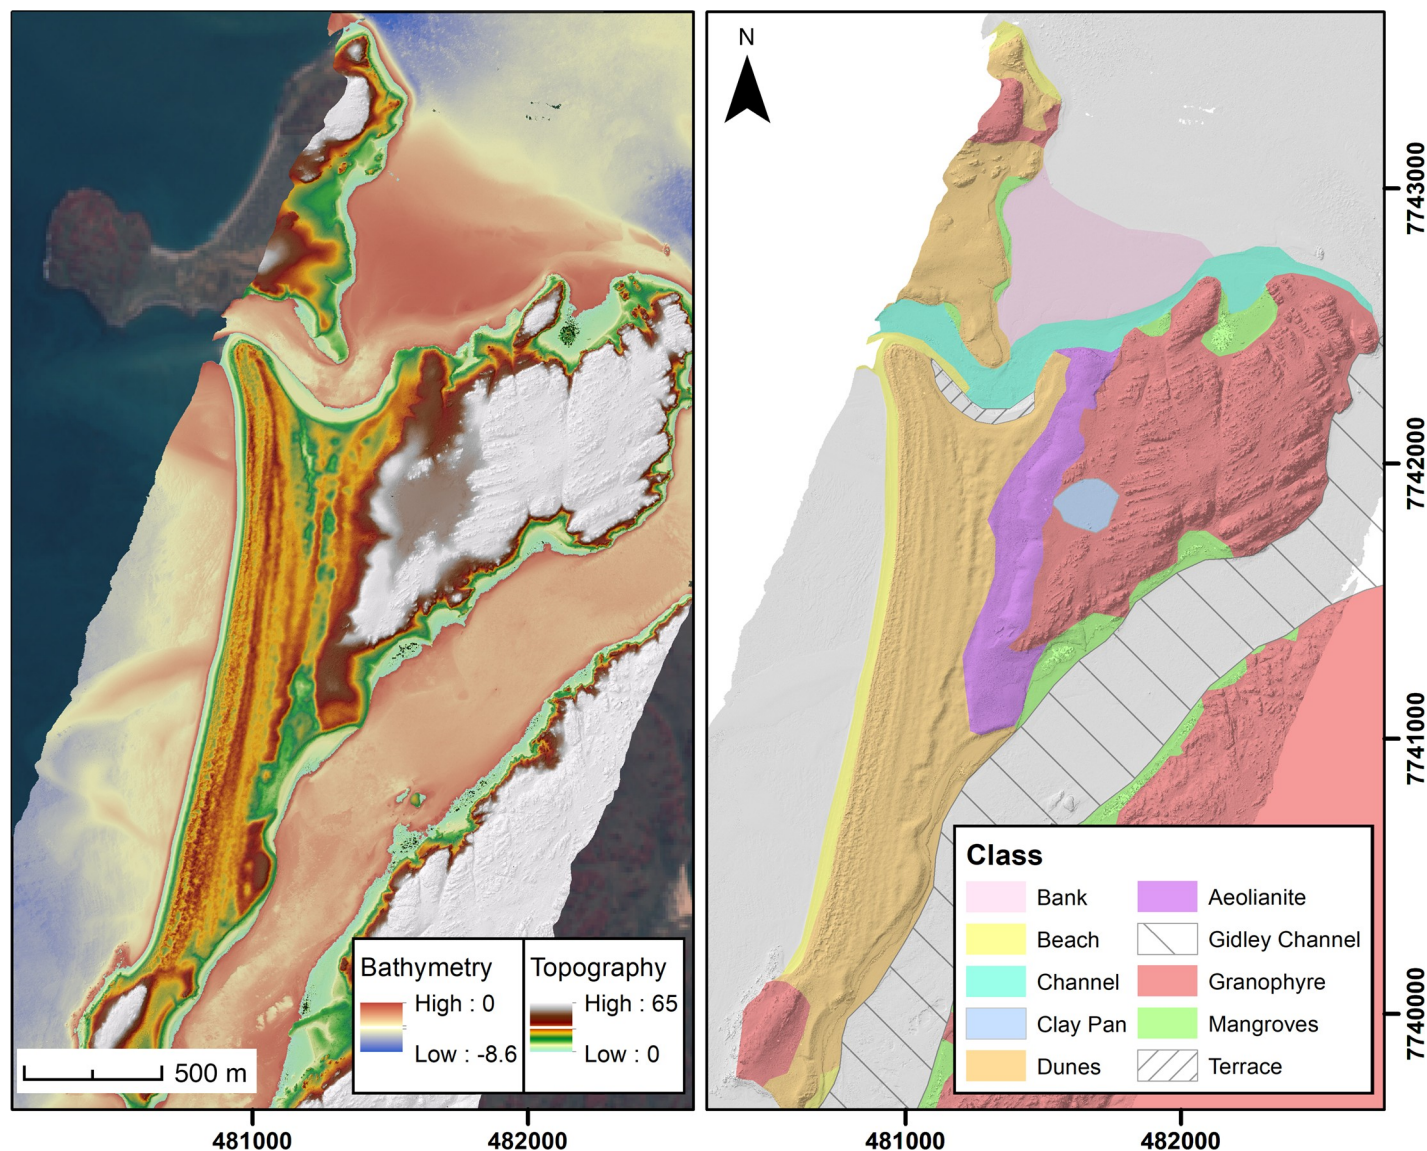 N
7743000
7742000
7741000
7740000
Bathymetry
High : 0
Low : -8.6
Topography
High : 65
Low : 0
500 m
Class
Bank
Beach
Channel
Clay Pan
Dunes
Aeolianite
Gidley Channel
Granophyre
Mangroves
Terrace
481000
482000
481000
482000